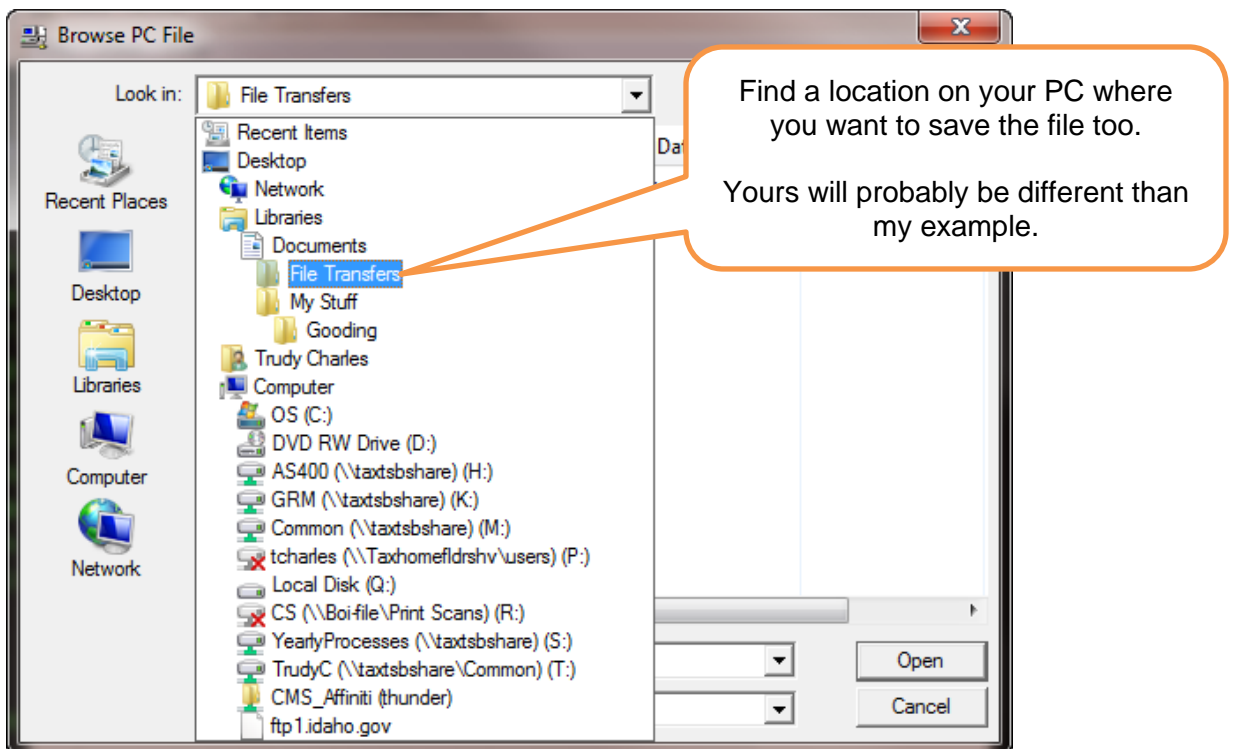 Browse PC File
Look in:
File Transfers
Find a location on your PC where
you want to save the file too.
Yours will probably be different than
my example.
Recent Places
Desktop
Libraries
Computer
Network
Recent Items
Desktop
Network
Libraries
Documents
File Transfers
My Stuff
Gooding
Trudy Charles
Computer
OS (C:)
DVD RW Drive (D:)
AS400 (\\taxtsbshare) (H:)
GRM (\\taxtsbshare) (K:)
Common (\\taxtsbshare) (M:)
tcharles (\\Taxhomefldrshv\users) (P:)
Local Disk (Q:)
CS (\\Boi-file\Print Scans) (R:)
YearlyProcesses (\\taxtsbshare) (S:)
TrudyC (\\taxtsbshare\Common) (T:)
CMS_Affiniti (thunder)
ftp1.idaho.gov
Open
Cancel